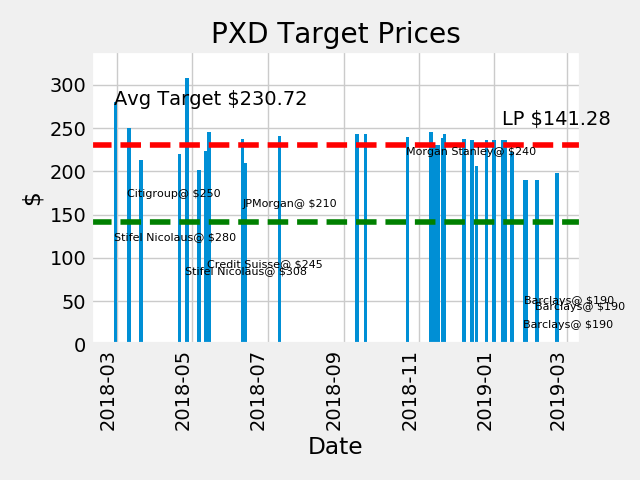 PXD Target Prices
300
250
200
150
100
50
0
$
Avg Target $230.72
LP $141.28
Morgan Stanley@ $240
Citigroup@ $250
JPMorgan@ $210
Stifel Nicolaus@ $280
Credit Suisse@ $245
Stifel Nicolaus@ $308
Barclays@ $190
Barclays@ $190
Barclays@ $190
2018-03
2018-05
2018-07
2018-09
2018-11
2019-01
2019-03
Date